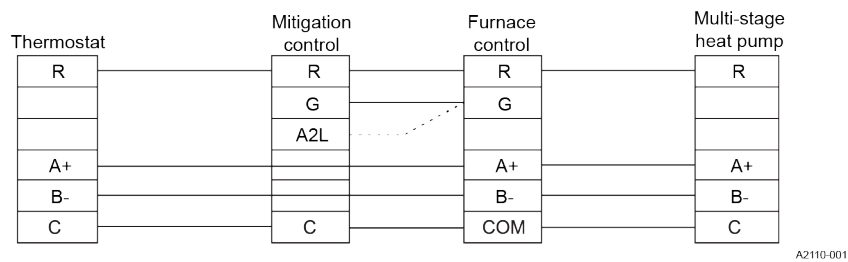 Thermostat
Mitigation
control
Furnace
control
Multi-stage
heat pump
R R R R
G G
A2L
A+ A+ A+
B- B- B-
C C COM C
A2110-001